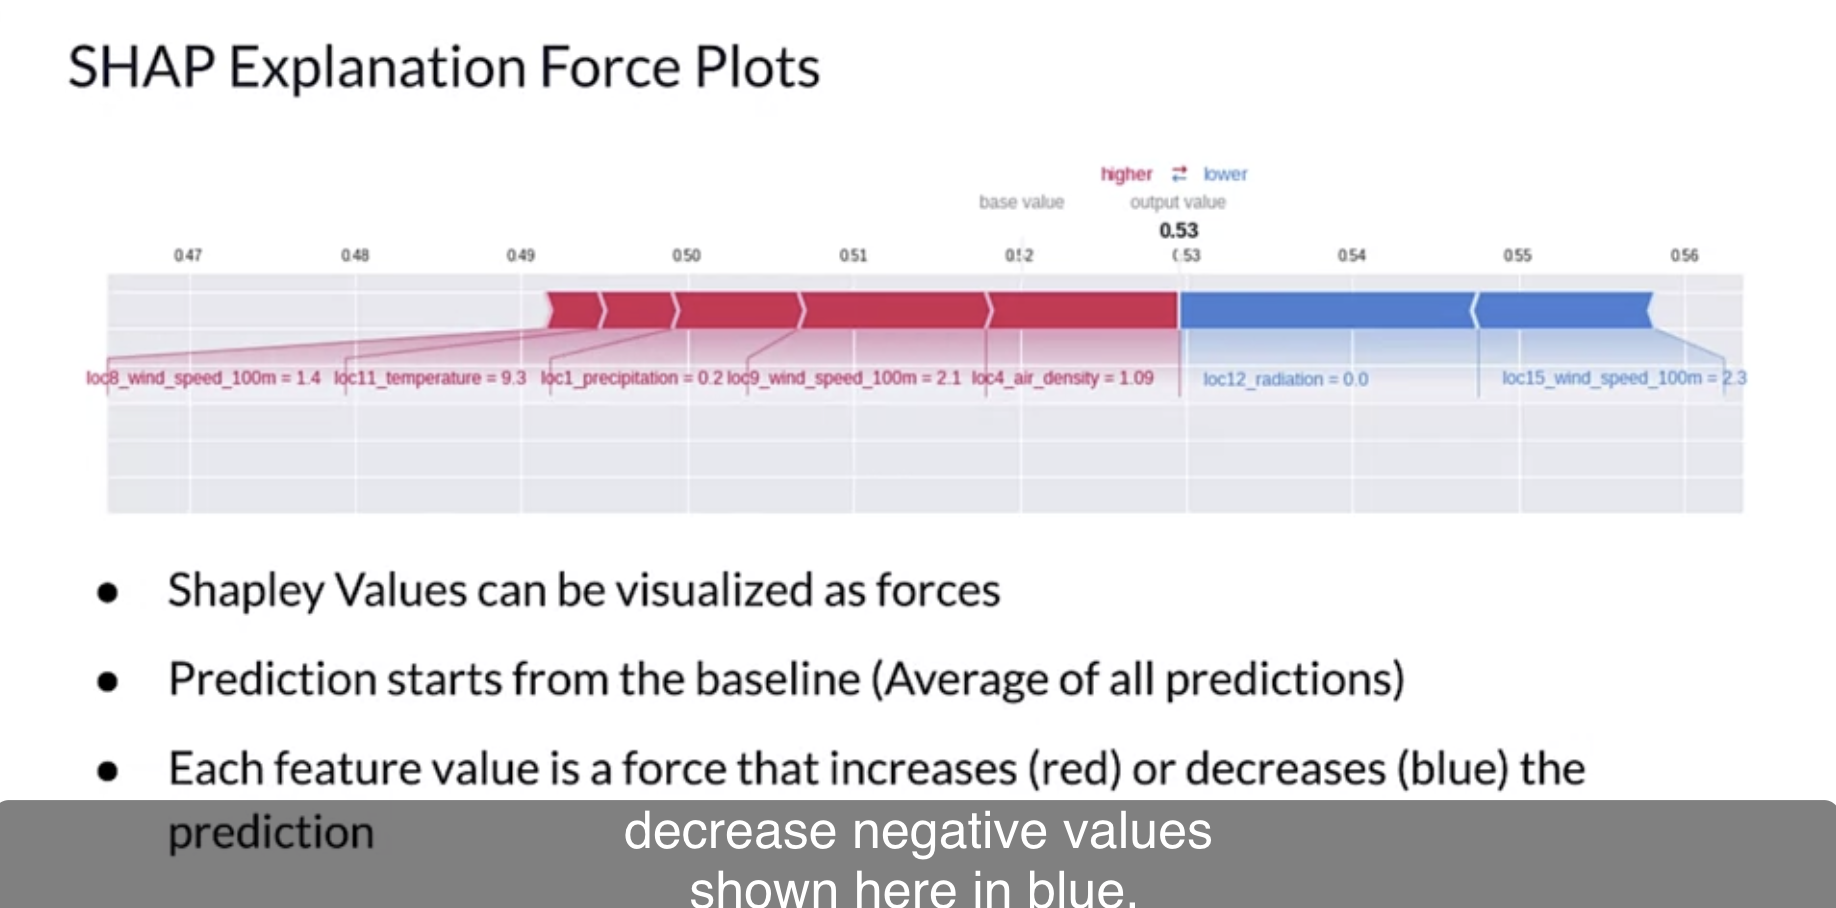 SHAP Explanation Force Plots
higher ⇄ lower
base value output value
0.53
0.47 0.48 0.49 0.50 0.51 0.52 0.53 0.54 0.55 0.56
loc8_wind_speed_100m = 1.4 loc11_temperature = 9.3 loc1_precipitation = 0.2 loc9_wind_speed_100m = 2.1 loc4_air_density = 1.09 loc12_radiation = 0.0 loc15_wind_speed_100m = 2.3
● Shapley Values can be visualized as forces
● Prediction starts from the baseline (Average of all predictions)
● Each feature value is a force that increases (red) or decreases (blue) the
prediction
decrease negative values
shown here in blue.